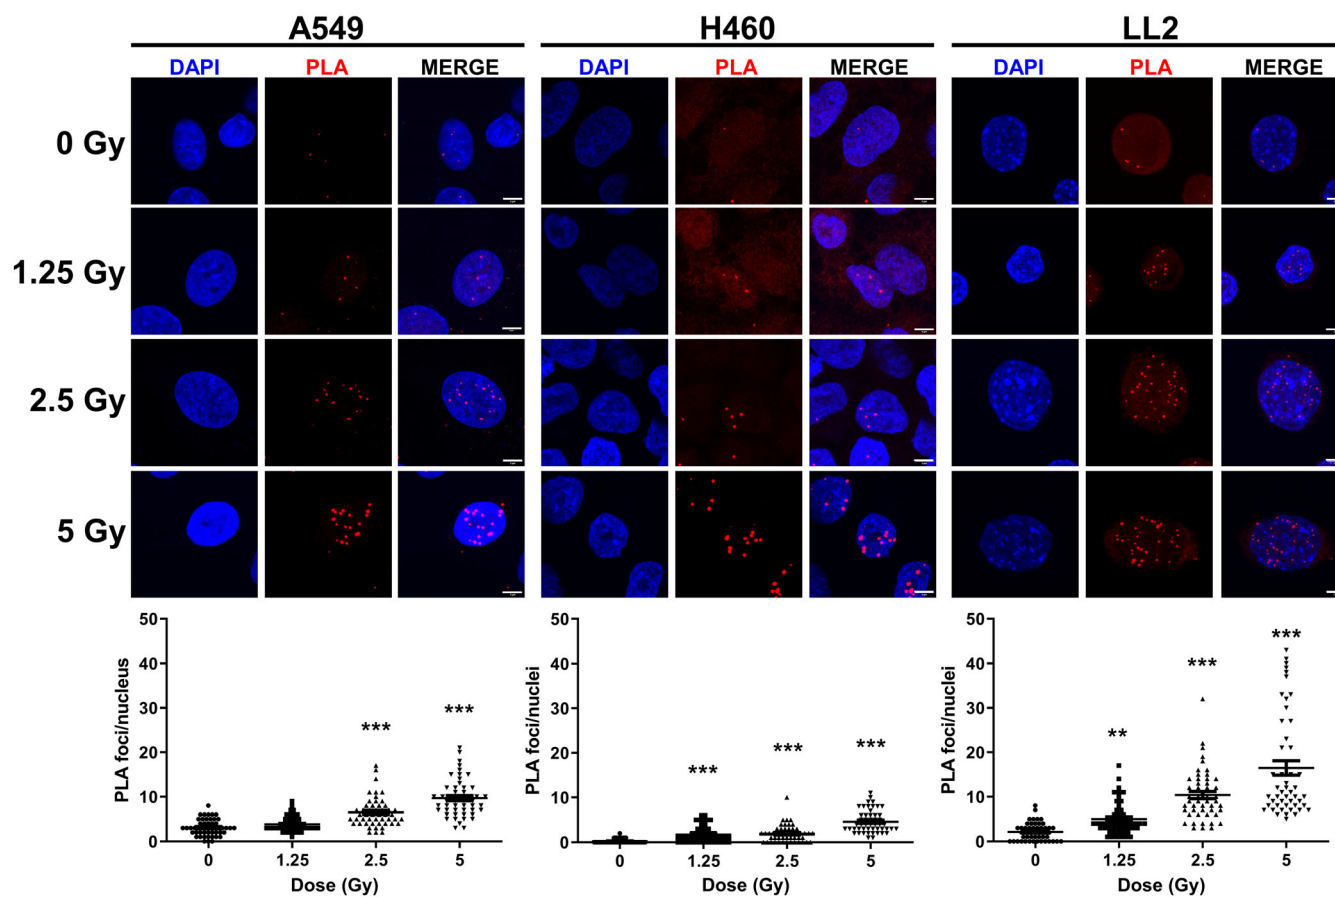 A549 H460 LL2
DAPI PLA MERGE DAPI PLA MERGE DAPI PLA MERGE
0 Gy
1.25 Gy
2.5 Gy
5 Gy
PLA foci/nucleus
50
40
30
20
10
0
*** ***
0 1.25 2.5 5
Dose (Gy)
PLA foci/nuclei
50
40
30
20
10
0
*** *** ***
0 1.25 2.5 5
Dose (Gy)
PLA foci/nuclei
50
40
30
20
10
0
** *** ***
0 1.25 2.5 5
Dose (Gy)